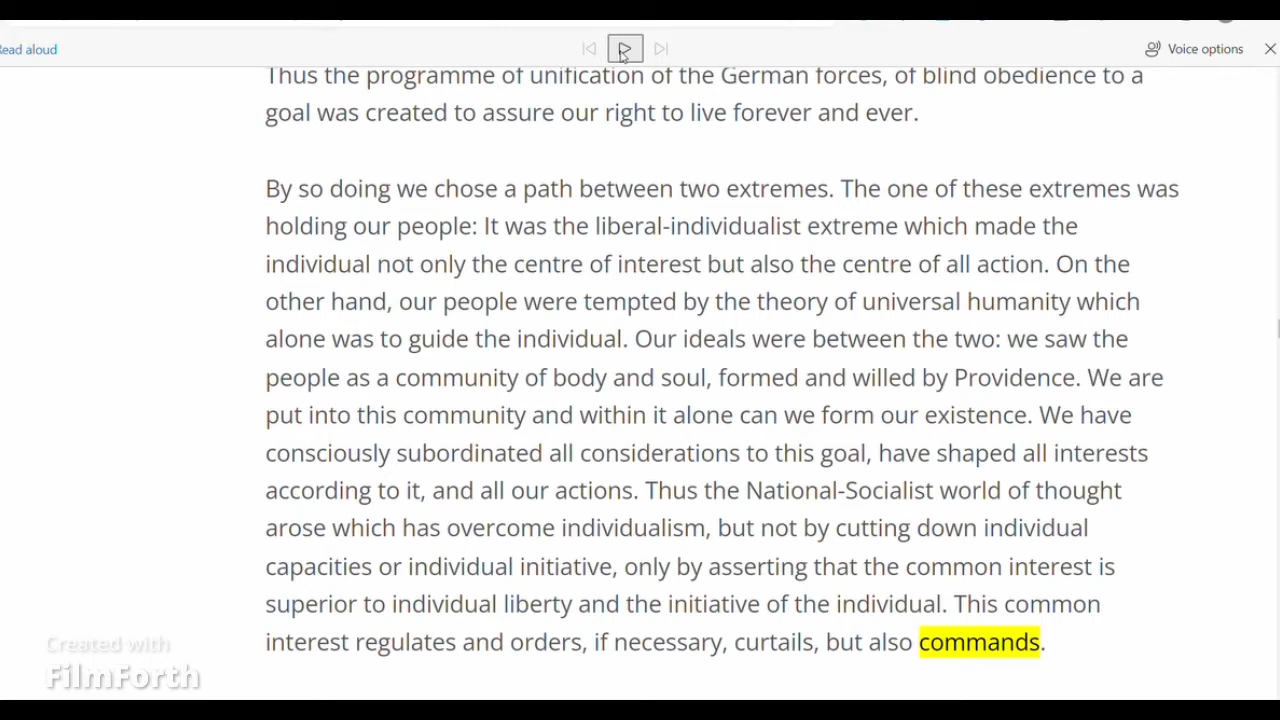 Read aloud
Voice options
Thus the programme of unification of the German forces, of blind obedience to a
goal was created to assure our right to live forever and ever.
By so doing we chose a path between two extremes. The one of these extremes was
holding our people: It was the liberal-individualist extreme which made the
individual not only the centre of interest but also the centre of all action. On the
other hand, our people were tempted by the theory of universal humanity which
alone was to guide the individual. Our ideals were between the two: we saw the
people as a community of body and soul, formed and willed by Providence. We are
put into this community and within it alone can we form our existence. We have
consciously subordinated all considerations to this goal, have shaped all interests
according to it, and all our actions. Thus the National-Socialist world of thought
arose which has overcome individualism, but not by cutting down individual
capacities or individual initiative, only by asserting that the common interest is
superior to individual liberty and the initiative of the individual. This common
interest regulates and orders, if necessary, curtails, but also commands.
Created with
FilmForth